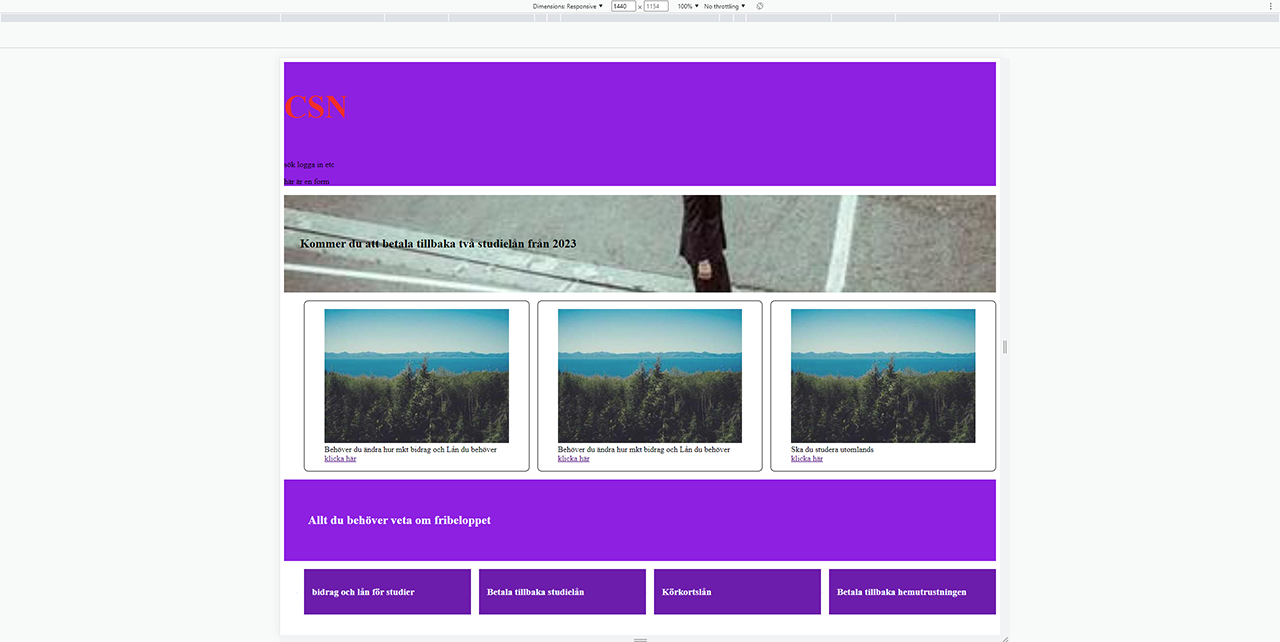 Dimensions: Responsive ▼ 1440 x 1154 100% ▼ No throttling ▼
CSN
sök logga in etc
här är en form
Kommer du att betala tillbaka två studielån från 2023
Behöver du ändra hur mkt bidrag och Lån du behöver
klicka här
Behöver du ändra hur mkt bidrag och Lån du behöver
klicka här
Ska du studera utomlands
klicka här
Allt du behöver veta om fribeloppet
bidrag och lån för studier
Betala tillbaka studielån
Körkortslån
Betala tillbaka hemutrustningen